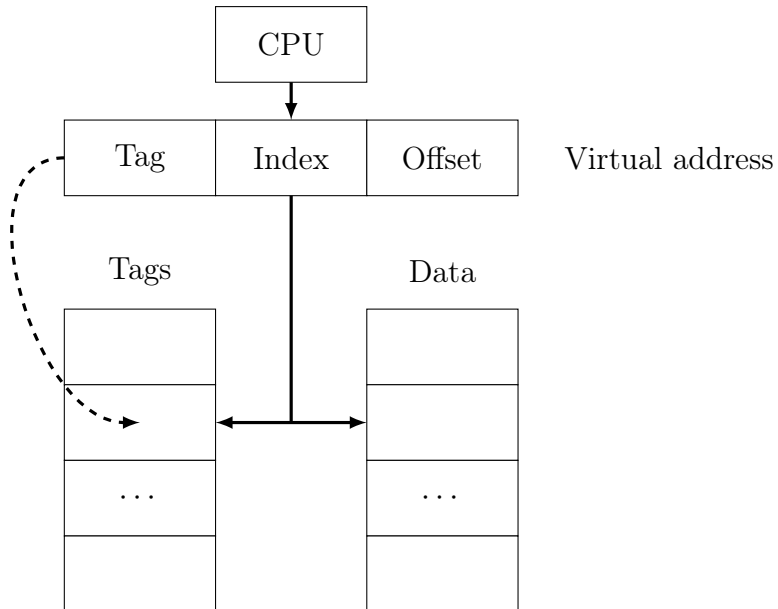 CPU
Tag Index Offset Virtual address
Tags Data
... ...